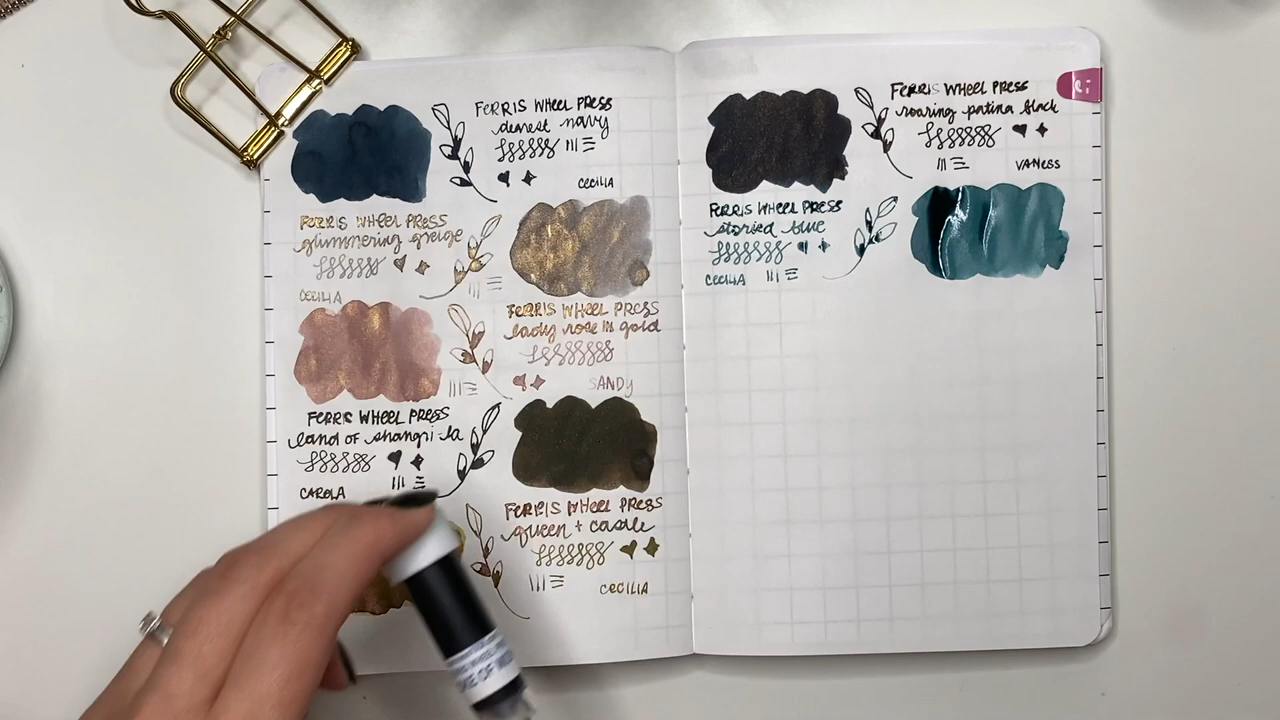 FERRIS WHEEL PRESS
dearest navy
CECILIA
FERRIS WHEEL PRESS
glimmering greige
CECILIA
FERRIS WHEEL PRESS
lady rose in gold
SANDY
FERRIS WHEEL PRESS
land of shangri-la
CAROLA
FERRIS WHEEL PRESS
queen + castle
CECILIA
FERRIS WHEEL PRESS
roaring patina black
VANESS
FERRIS WHEEL PRESS
storied blue
CECILIA